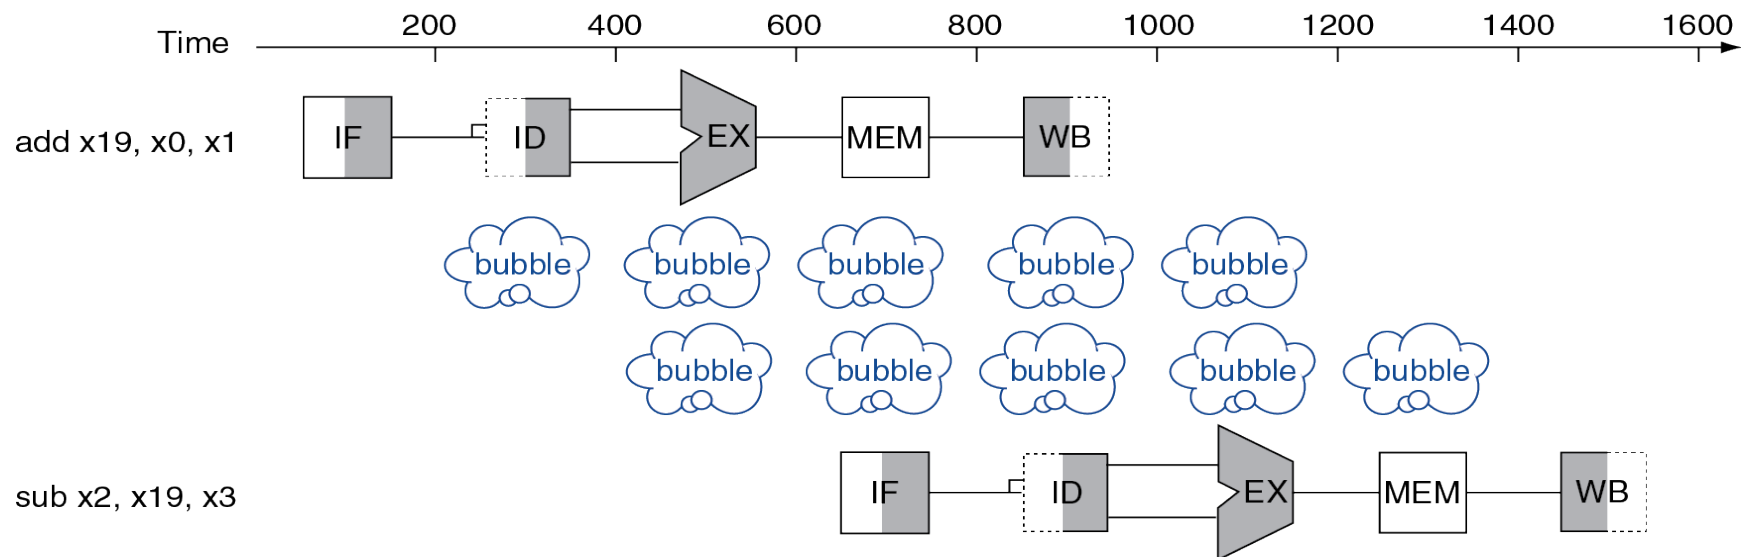 Time 200 400 600 800 1000 1200 1400 1600
add x19, x0, x1 IF ID EX MEM WB
bubble bubble bubble bubble bubble
bubble bubble bubble bubble bubble
sub x2, x19, x3 IF ID EX MEM WB